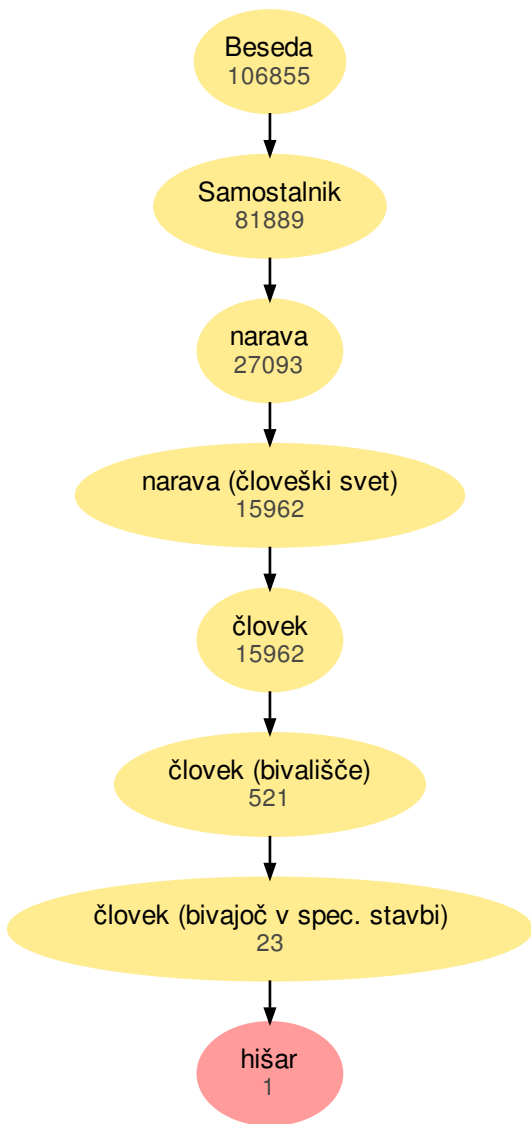 Beseda
106855
Samostalnik
81889
narava
27093
narava (človeški svet)
15962
človek
15962
človek (bivališče)
521
človek (bivajoč v spec. stavbi)
23
hišar
1